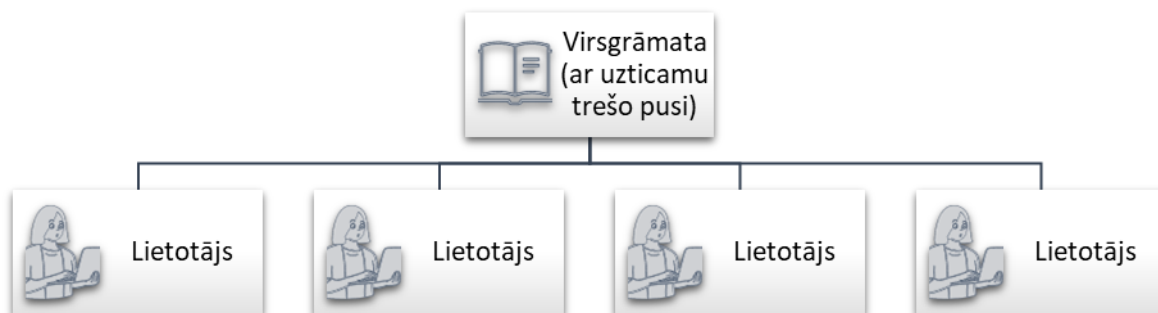 Virsgrāmata
(ar uzticamu
trešo pusi)
Lietotājs
Lietotājs
Lietotājs
Lietotājs